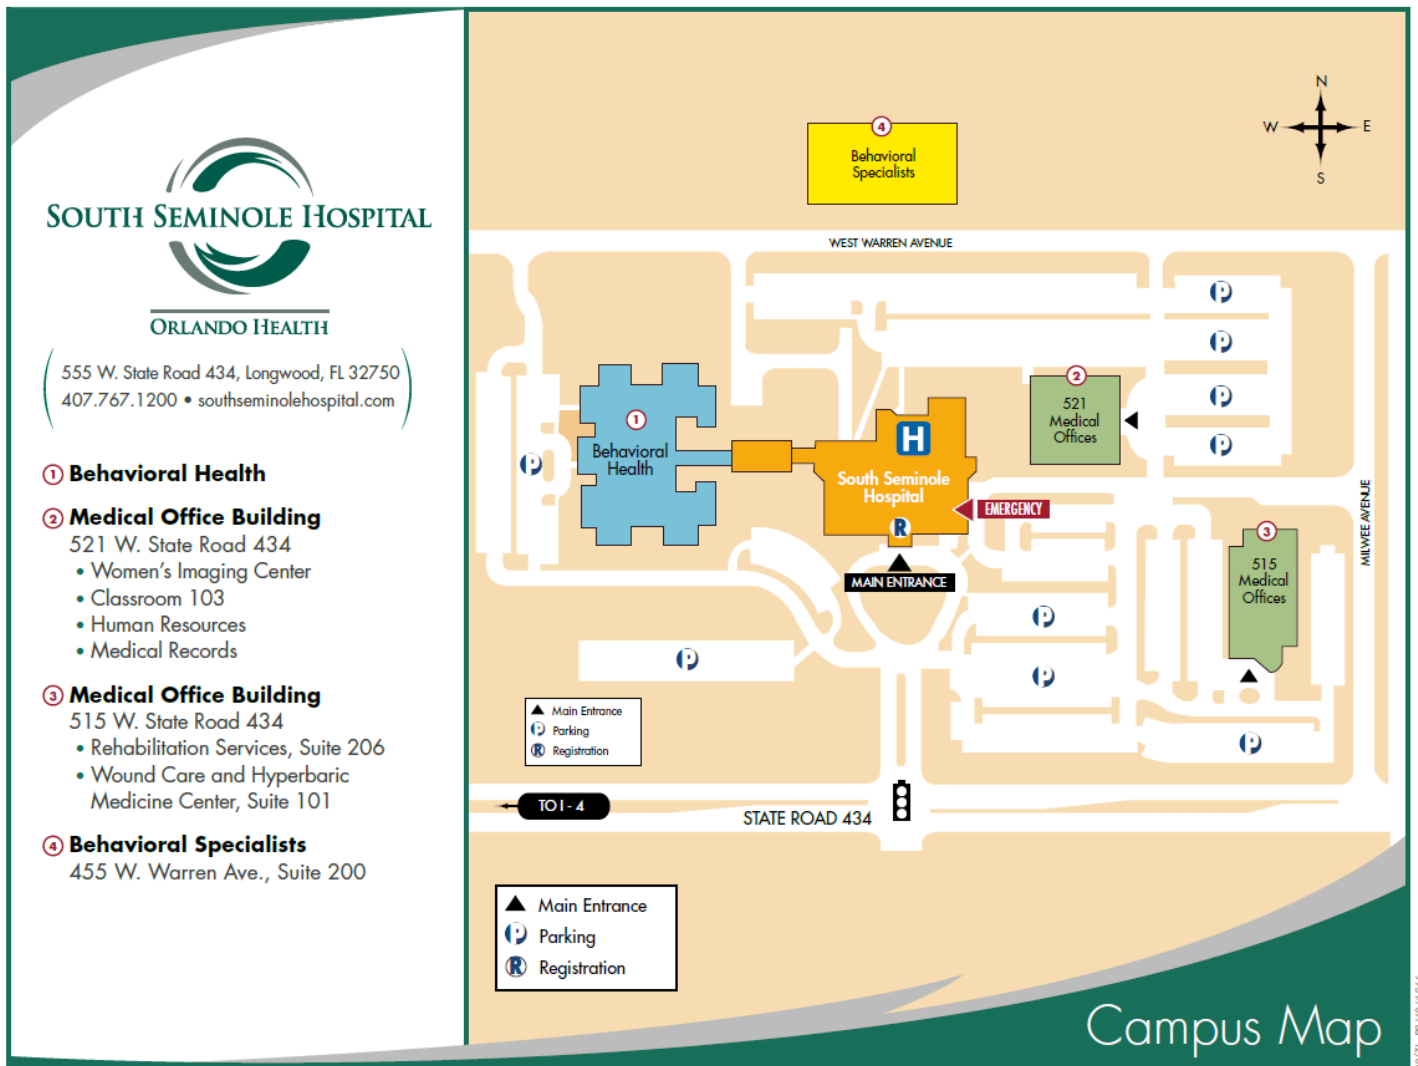 SOUTH SEMINOLE HOSPITAL
ORLANDO HEALTH
555 W. State Road 434, Longwood, FL 32750
407.767.1200 • southseminolehospital.com
1 Behavioral Health
2 Medical Office Building
521 W. State Road 434
• Women's Imaging Center
• Classroom 103
• Human Resources
• Medical Records
3 Medical Office Building
515 W. State Road 434
• Rehabilitation Services, Suite 206
• Wound Care and Hyperbaric
Medicine Center, Suite 101
4 Behavioral Specialists
455 W. Warren Ave., Suite 200
N
W E
S
4
Behavioral
Specialists
WEST WARREN AVENUE
P
P
P
P
2
521
Medical
Offices
1
Behavioral
Health
P
H
South Seminole
Hospital
R
EMERGENCY
MAIN ENTRANCE
MILWEE AVENUE
3
515
Medical
Offices
P
P
P
P
Main Entrance
P Parking
R Registration
TO I - 4
STATE ROAD 434
Main Entrance
P Parking
R Registration
Campus Map